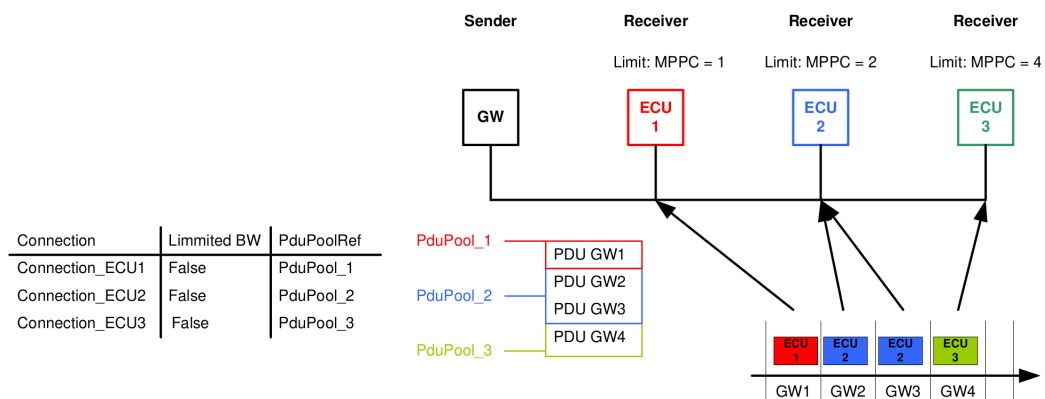 Sender Receiver Receiver Receiver
Limit: MPPC = 1 Limit: MPPC = 2 Limit: MPPC = 4
GW ECU 1 ECU 2 ECU 3
Connection Limmited BW PduPoolRef
Connection_ECU1 False PduPool_1
Connection_ECU2 False PduPool_2
Connection_ECU3 False PduPool_3
PduPool_1
PDU GW1
PDU GW2
PduPool_2
PDU GW3
PDU GW4
PduPool_3
ECU 1 ECU 2 ECU 2 ECU 3
GW1 GW2 GW3 GW4